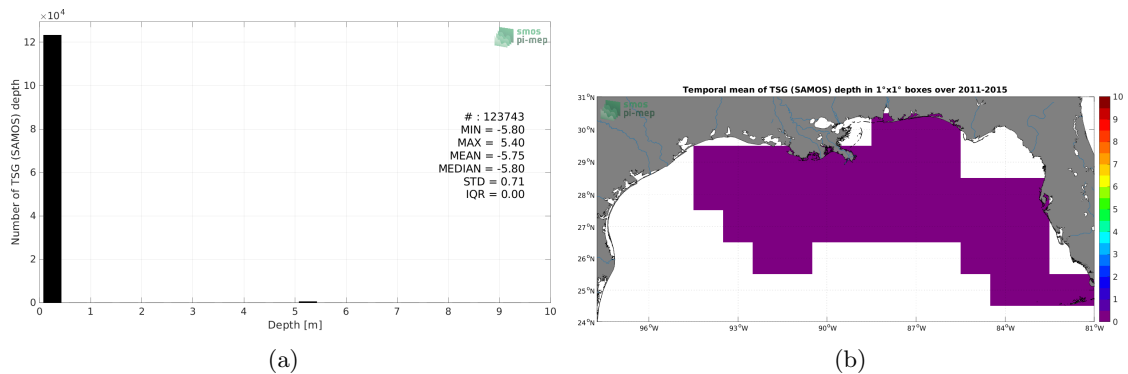 ×10⁴
12
10
8
6
4
2
0
Number of TSG (SAMOS) depth
smos
pi-mep
# : 123743
MIN = -5.80
MAX = 5.40
MEAN = -5.75
MEDIAN = -5.80
STD = 0.71
IQR = 0.00
0 1 2 3 4 5 6 7 8 9 10
Depth [m]
(a)
Temporal mean of TSG (SAMOS) depth in 1°x1° boxes over 2011-2015
smos
pi-mep
31°N
30°N
29°N
28°N
27°N
26°N
25°N
24°N
96°W 93°W 90°W 87°W 84°W 81°W
10
9
8
7
6
5
4
3
2
1
0
(b)